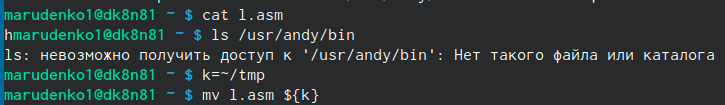 marudenko1@dk8n81 ~ $ cat l.asm
hmarudenko1@dk8n81 ~ $ ls /usr/andy/bin
ls: невозможно получить доступ к '/usr/andy/bin': Нет такого файла или каталога
marudenko1@dk8n81 ~ $ k=~/tmp
marudenko1@dk8n81 ~ $ mv l.asm ${k}